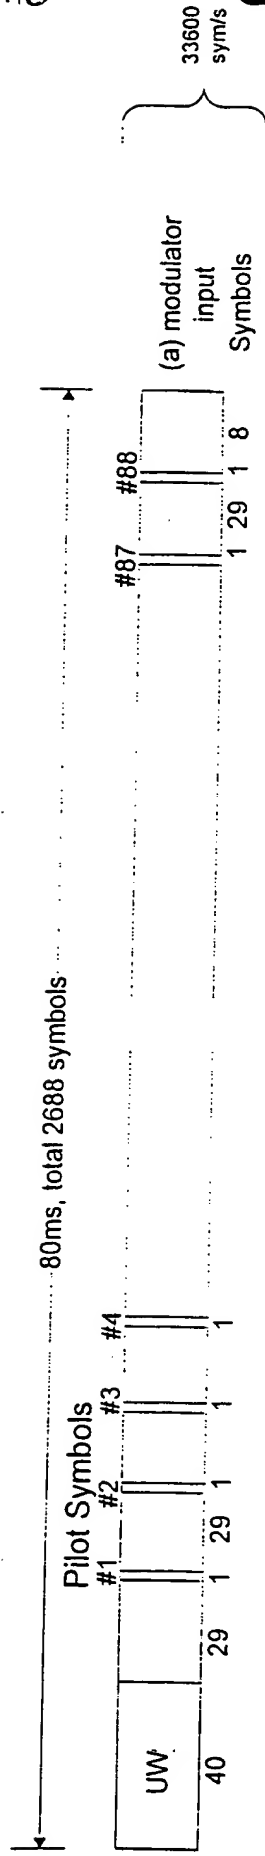 80ms, total 2688 symbols
Pilot Symbols
#1 #2 #3 #4 #87 #88
UW
40 29 1 29 1 1 1 1 29 1 8
(a) modulator
input
Symbols
33600
sym/s